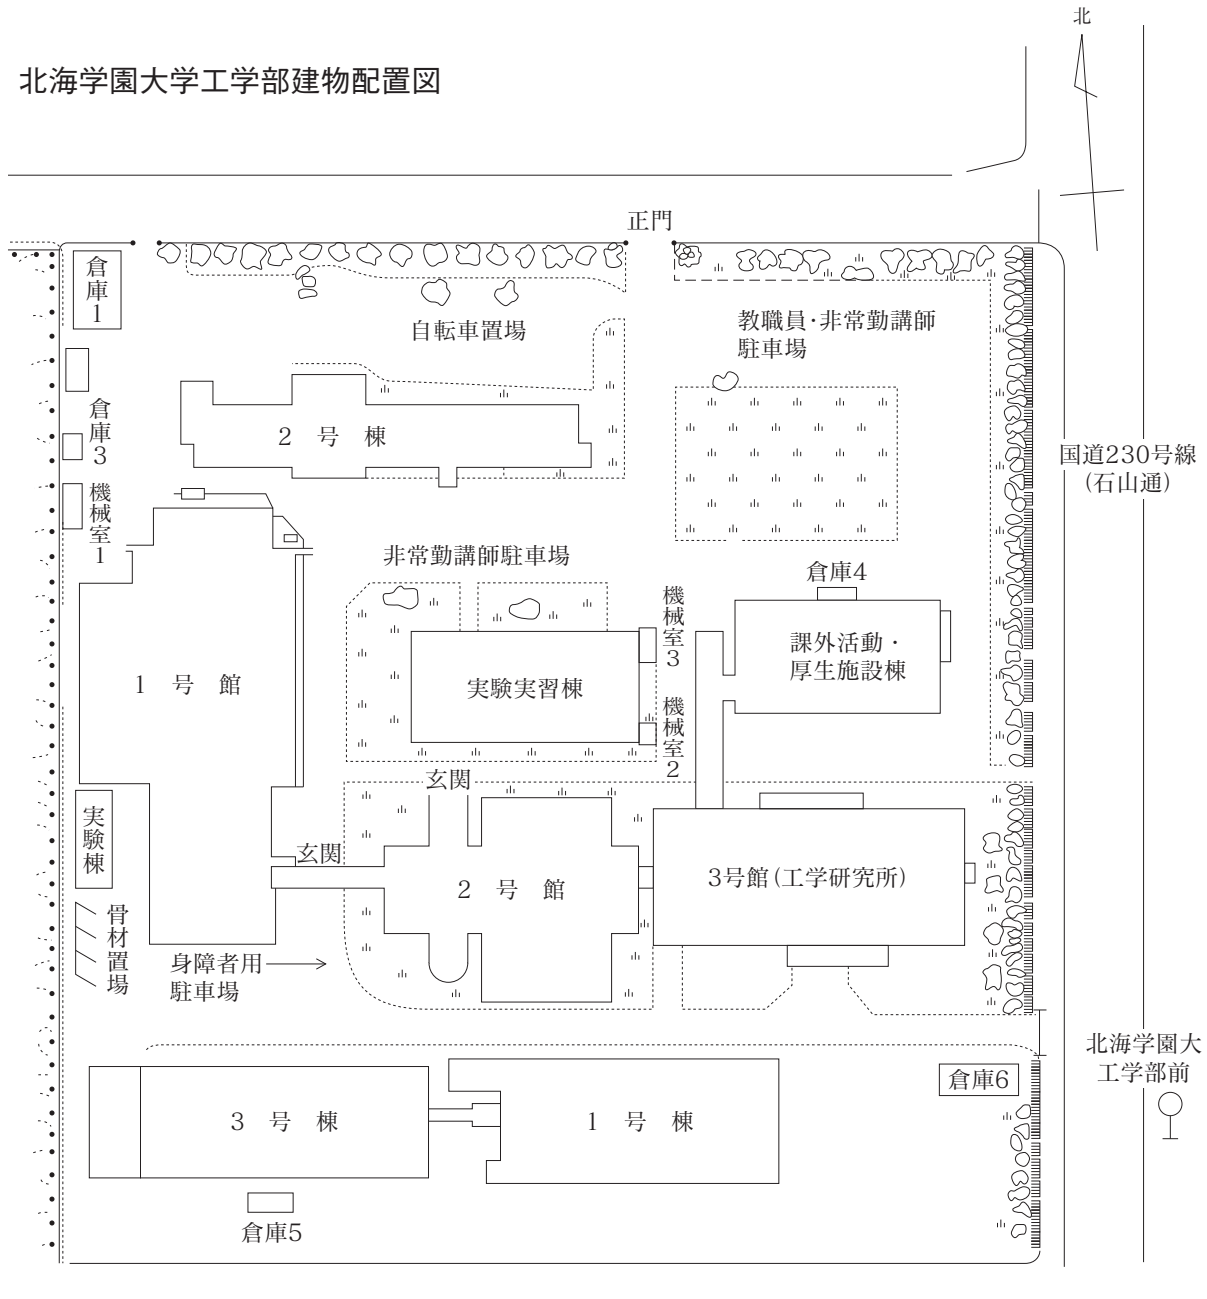 北
北海学園大学工学部建物配置図
正門
倉庫1
自転車置場
教職員・非常勤講師
駐車場
倉庫3
2 号 棟
国道230号線
(石山通)
機械室1
非常勤講師駐車場
倉庫4
機械室3
課外活動・
厚生施設棟
1 号 館
実験実習棟
機械室2
玄関
実験棟
玄関
2 号 館
3号館(工学研究所)
骨材置場
身障者用
駐車場
北海学園大
工学部前
倉庫6
3 号 棟
1 号 棟
倉庫5